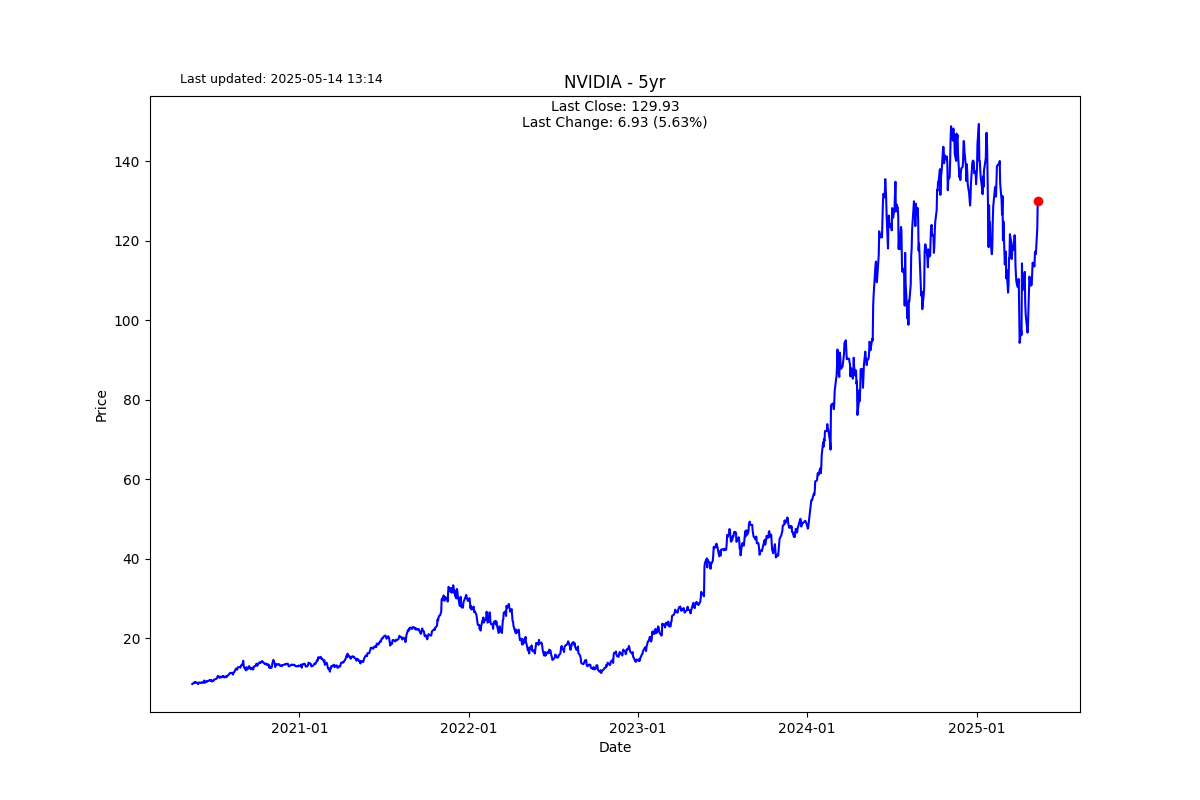 Last updated: 2025-05-14 13:14
NVIDIA - 5yr
Last Close: 129.93
Last Change: 6.93 (5.63%)
140
120
100
80
60
40
20
Price
2021-01
2022-01
2023-01
2024-01
2025-01
Date